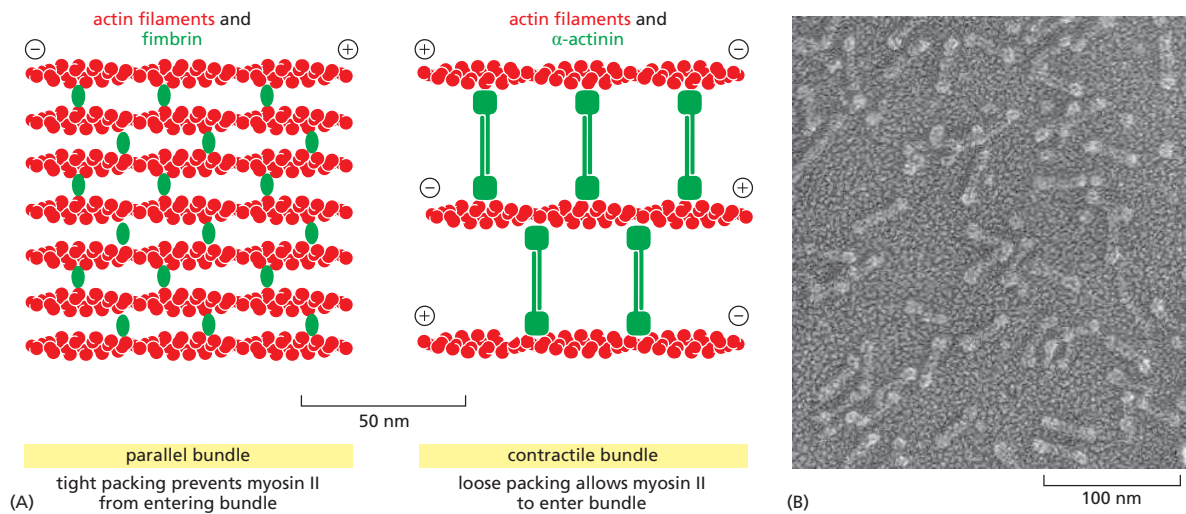 actin filaments and
fimbrin
− +
actin filaments and
α-actinin
+ −
− +
+ −
50 nm
parallel bundle
tight packing prevents myosin II
from entering bundle
contractile bundle
loose packing allows myosin II
to enter bundle
(A)
(B)
100 nm